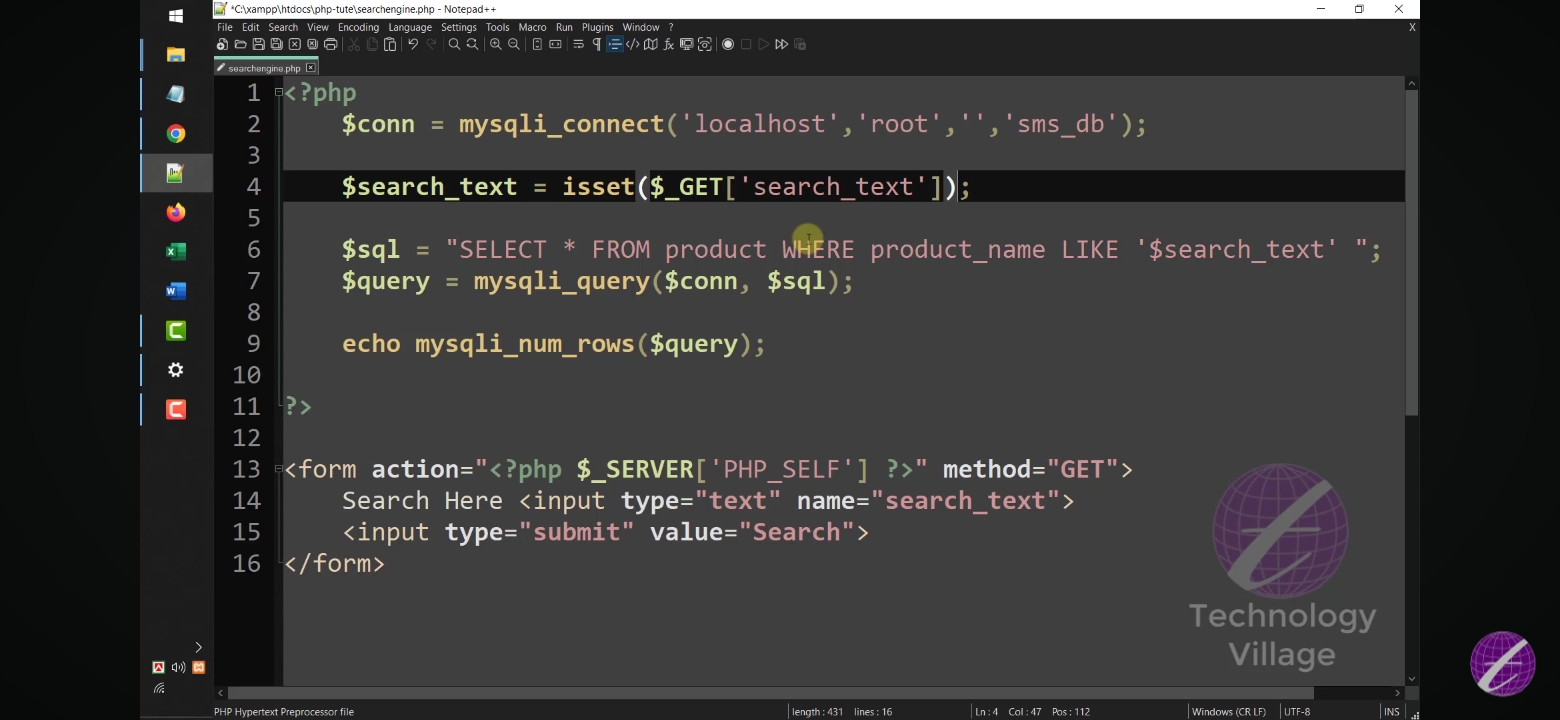 *C:\xampp\htdocs\php-tute\searchengine.php - Notepad++
File Edit Search View Encoding Language Settings Tools Macro Run Plugins Window ? X
searchengine.php
1 <?php
2 $conn = mysqli_connect('localhost','root','','sms_db');
3
4 $search_text = isset($_GET['search_text']);
5
6 $sql = "SELECT * FROM product WHERE product_name LIKE '$search_text' ";
7 $query = mysqli_query($conn, $sql);
8
9 echo mysqli_num_rows($query);
10
11 ?>
12
13 <form action="<?php $_SERVER['PHP_SELF'] ?>" method="GET">
14 Search Here <input type="text" name="search_text">
15 <input type="submit" value="Search">
16 </form>
Technology
Village
PHP Hypertext Preprocessor file length : 431 lines : 16 Ln : 4 Col : 47 Pos : 112 Windows (CR LF) UTF-8 INS